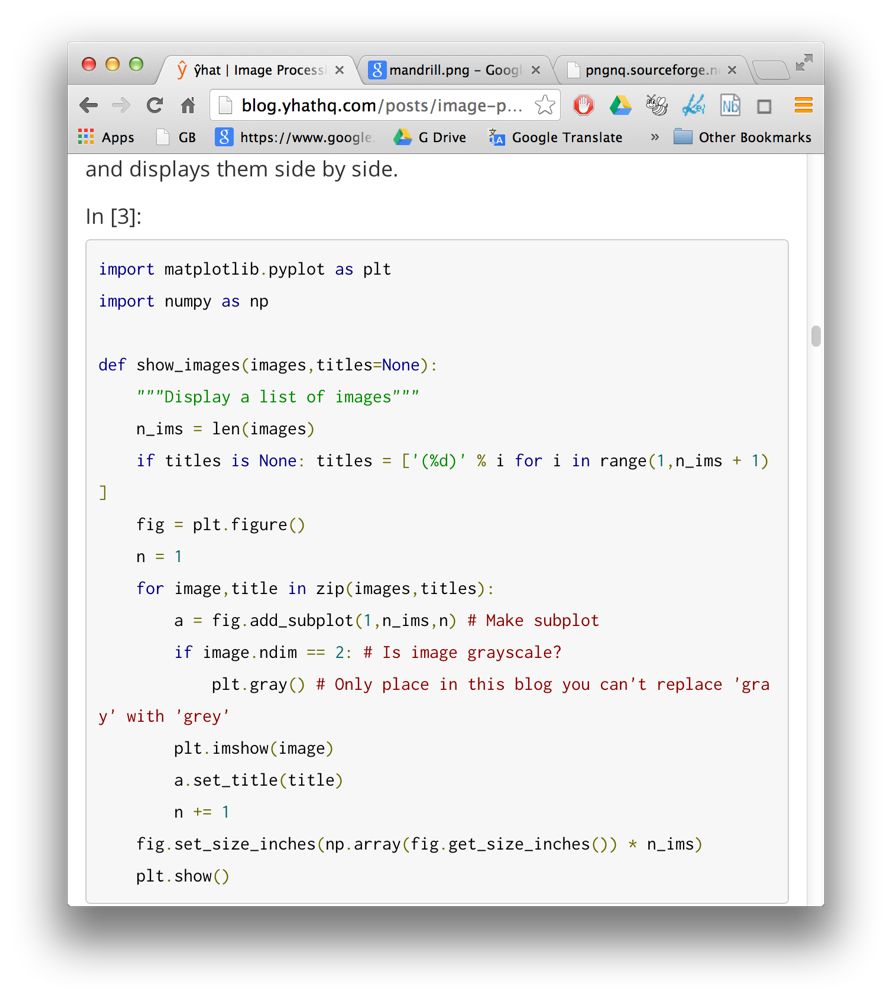 ŷhat | Image Process
mandrill.png - Goog
pngnq.sourceforge.n
blog.yhathq.com/posts/image-p...
Apps GB https://www.google. G Drive Google Translate » Other Bookmarks
and displays them side by side.
In [3]:
import matplotlib.pyplot as plt
import numpy as np
def show_images(images,titles=None):
    """Display a list of images"""
    n_ims = len(images)
    if titles is None: titles = ['(%d)' % i for i in range(1,n_ims + 1)
]
    fig = plt.figure()
    n = 1
    for image,title in zip(images,titles):
        a = fig.add_subplot(1,n_ims,n) # Make subplot
        if image.ndim == 2: # Is image grayscale?
            plt.gray() # Only place in this blog you can't replace 'gra
y' with 'grey'
        plt.imshow(image)
        a.set_title(title)
        n += 1
    fig.set_size_inches(np.array(fig.get_size_inches()) * n_ims)
    plt.show()